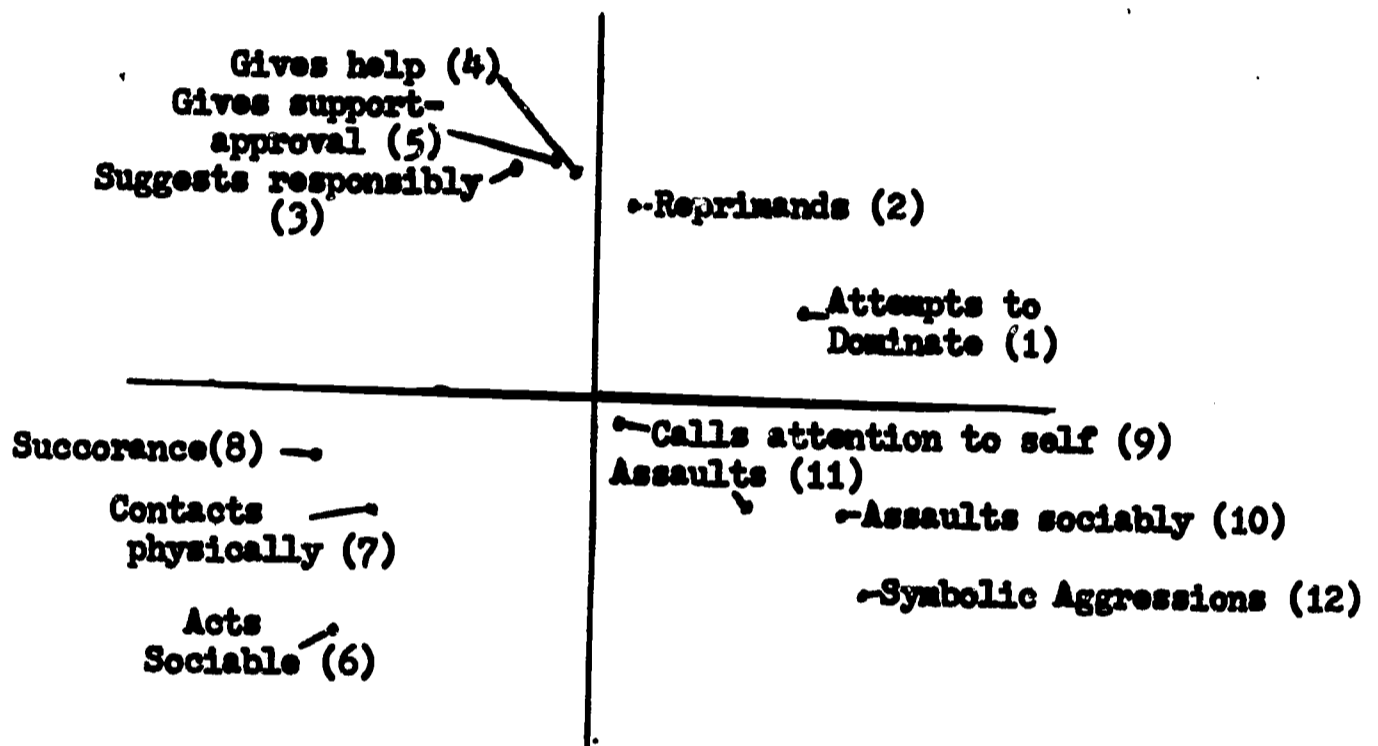 Gives help (4)
Gives support-
approval (5)
Suggests responsibly
(3)
Reprimands (2)
Attempts to
Dominate (1)
Calls attention to self (9)
Succorance(8)
Assaults (11)
Contacts
physically (7)
Assaults sociably (10)
Symbolic Aggressions (12)
Acts
Sociable (6)